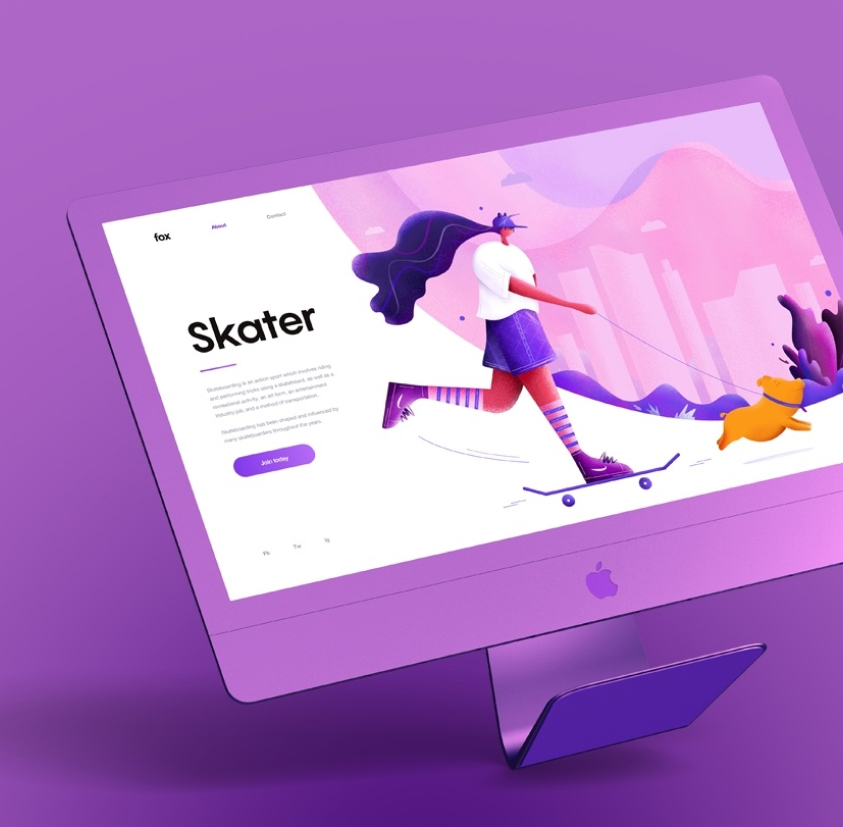 fox
About
Contact
Skater
Skateboarding is an action sport which involves riding
and performing tricks using a skateboard, as well as a
recreational activity, an art form, an entertainment
industry job, and a method of transportation.
Skateboarding has been shaped and influenced by
many skateboarders throughout the years.
Join today
Fb
Tw
Ig